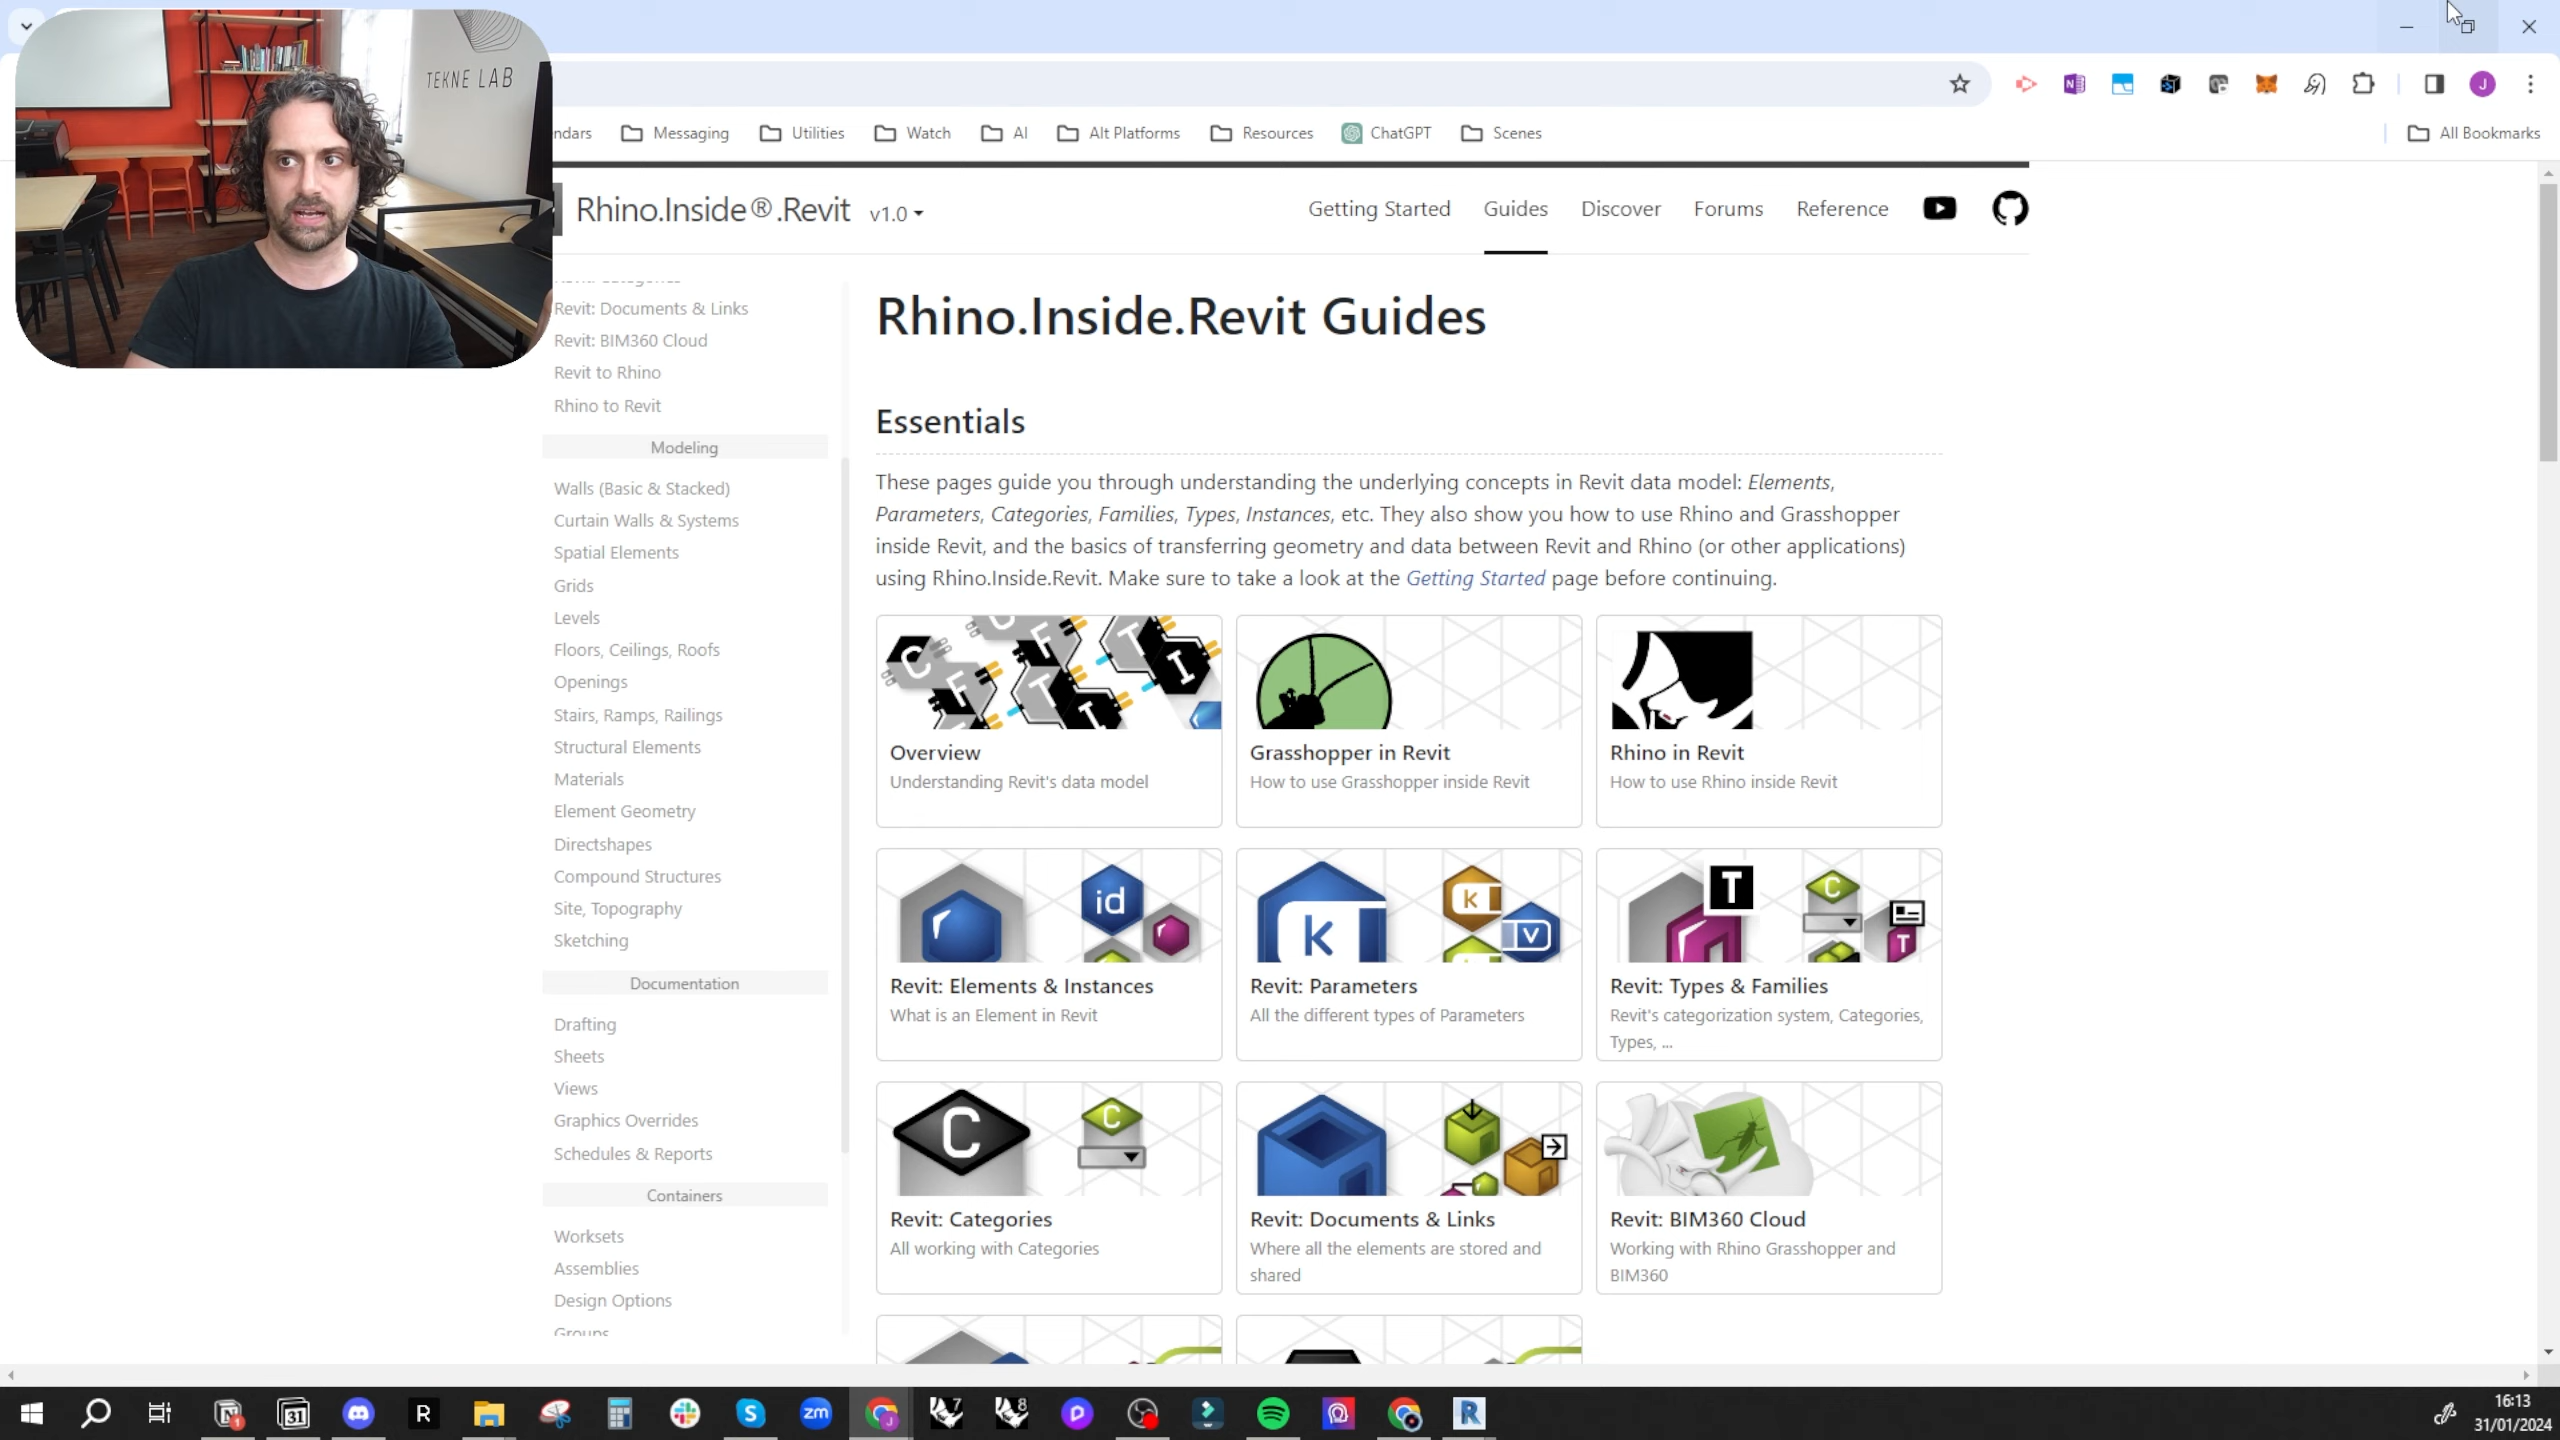 TEKNE LAB
ndars
Messaging
Utilities
Watch
AI
Alt Platforms
Resources
ChatGPT
Scenes
All Bookmarks
Rhino.Inside®.Revit v1.0
Getting Started
Guides
Discover
Forums
Reference
Revit: Documents & Links
Revit: BIM360 Cloud
Revit to Rhino
Rhino to Revit
Modeling
Walls (Basic & Stacked)
Curtain Walls & Systems
Spatial Elements
Grids
Levels
Floors, Ceilings, Roofs
Openings
Stairs, Ramps, Railings
Structural Elements
Materials
Element Geometry
Directshapes
Compound Structures
Site, Topography
Sketching
Documentation
Drafting
Sheets
Views
Graphics Overrides
Schedules & Reports
Containers
Worksets
Assemblies
Design Options
Groups
Rhino.Inside.Revit Guides
Essentials
These pages guide you through understanding the underlying concepts in Revit data model: Elements,
Parameters, Categories, Families, Types, Instances, etc. They also show you how to use Rhino and Grasshopper
inside Revit, and the basics of transferring geometry and data between Revit and Rhino (or other applications)
using Rhino.Inside.Revit. Make sure to take a look at the Getting Started page before continuing.
C F T I
F T
Overview
Understanding Revit's data model
Grasshopper in Revit
How to use Grasshopper inside Revit
Rhino in Revit
How to use Rhino inside Revit
id
Revit: Elements & Instances
What is an Element in Revit
K
K
V
Revit: Parameters
All the different types of Parameters
T
C
T
Revit: Types & Families
Revit's categorization system, Categories,
Types, ...
C
C
Revit: Categories
All working with Categories
Revit: Documents & Links
Where all the elements are stored and
shared
Revit: BIM360 Cloud
Working with Rhino Grasshopper and
BIM360
J
N
31
R
S
zm
7
8
R
16:13
31/01/2024